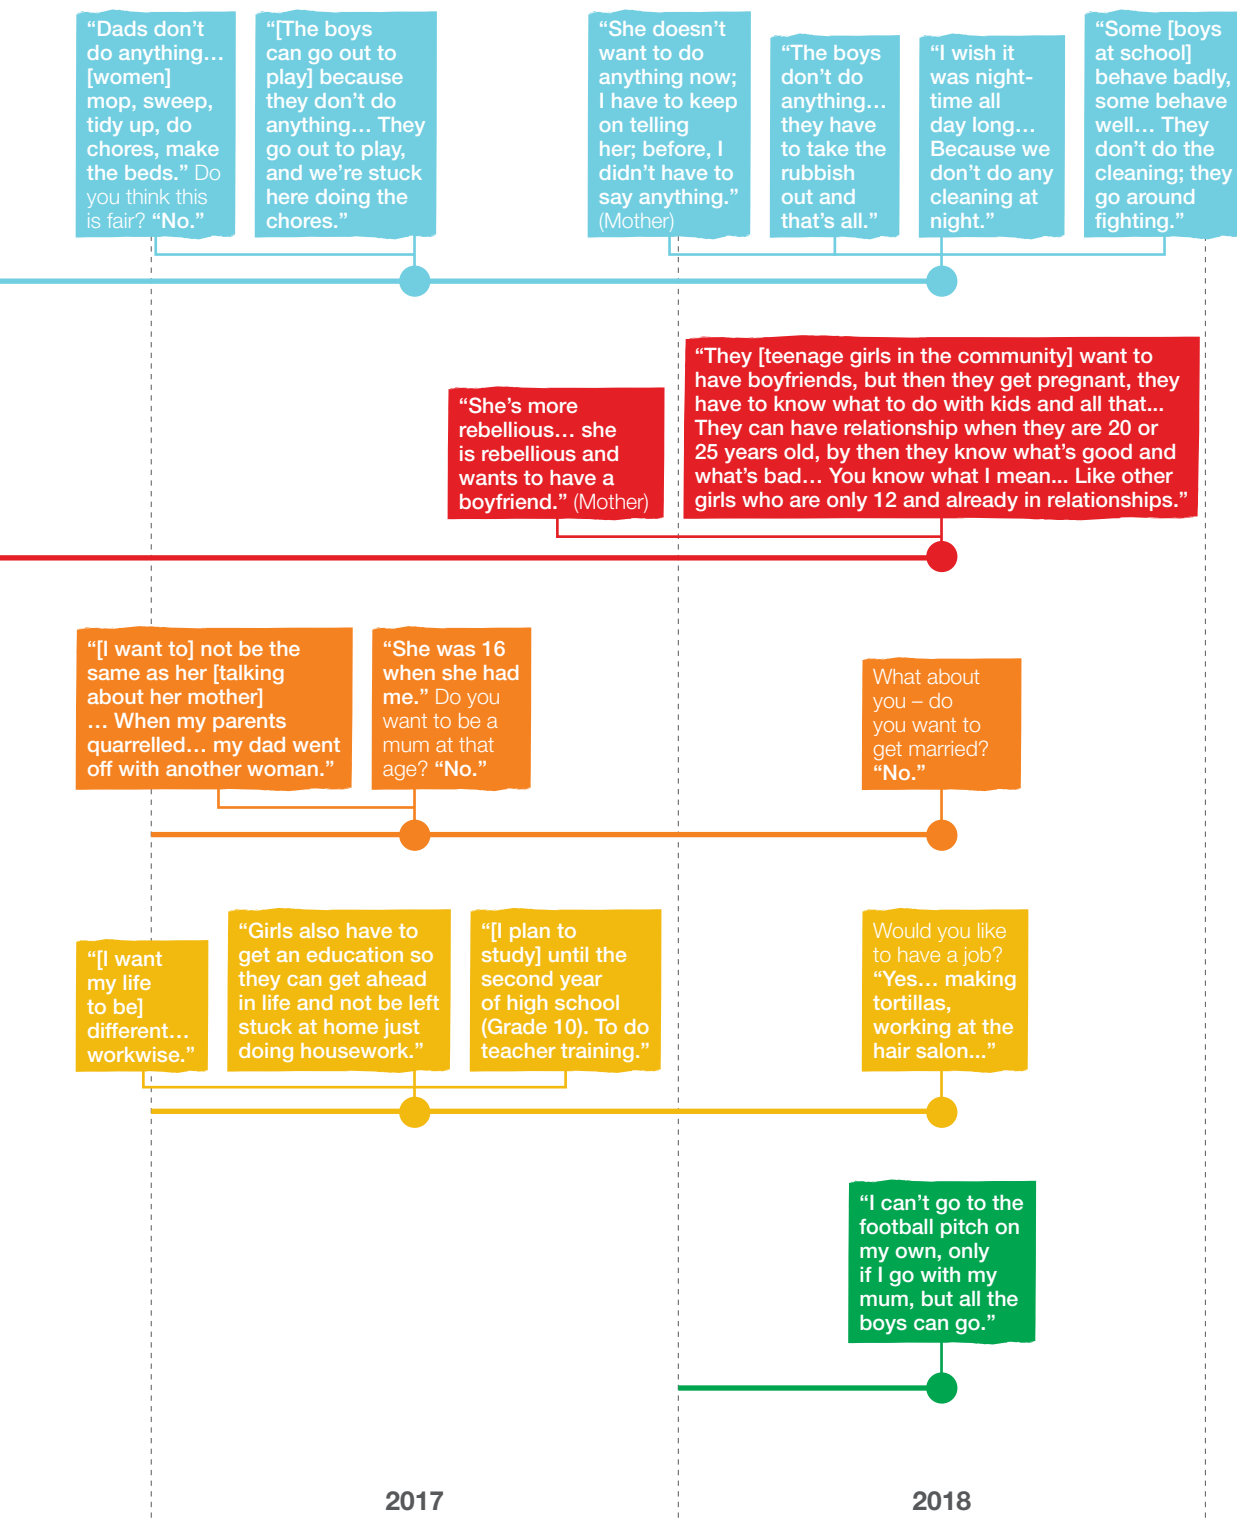 “Dads don’t
do anything…
[women]
mop, sweep,
tidy up, do
chores, make
the beds.” Do
you think this
is fair? “No.”
“[The boys
can go out to
play] because
they don’t do
anything… They
go out to play,
and we’re stuck
here doing the
chores.”
“She doesn’t
want to do
anything now;
I have to keep
on telling
her; before, I
didn’t have to
say anything.”
(Mother)
“The boys
don’t do
anything…
they have
to take the
rubbish
out and
that’s all.”
“I wish it
was night-
time all
day long…
Because we
don’t do any
cleaning at
night.”
“Some [boys
at school]
behave badly,
some behave
well… They
don’t do the
cleaning; they
go around
fighting.”
“She’s more
rebellious… she
is rebellious and
wants to have a
boyfriend.” (Mother)
“They [teenage girls in the community] want to
have boyfriends, but then they get pregnant, they
have to know what to do with kids and all that...
They can have relationship when they are 20 or
25 years old, by then they know what’s good and
what’s bad… You know what I mean... Like other
girls who are only 12 and already in relationships.”
“[I want to] not be the
same as her [talking
about her mother]
… When my parents
quarrelled… my dad went
off with another woman.”
“She was 16
when she had
me.” Do you
want to be a
mum at that
age? “No.”
What about
you – do
you want to
get married?
“No.”
“[I want
my life
to be]
different…
workwise.”
“Girls also have to
get an education so
they can get ahead
in life and not be left
stuck at home just
doing housework.”
“[I plan to
study] until the
second year
of high school
(Grade 10). To do
teacher training.”
Would you like
to have a job?
“Yes… making
tortillas,
working at the
hair salon...”
“I can’t go to the
football pitch on
my own, only
if I go with my
mum, but all the
boys can go.”
2017
2018